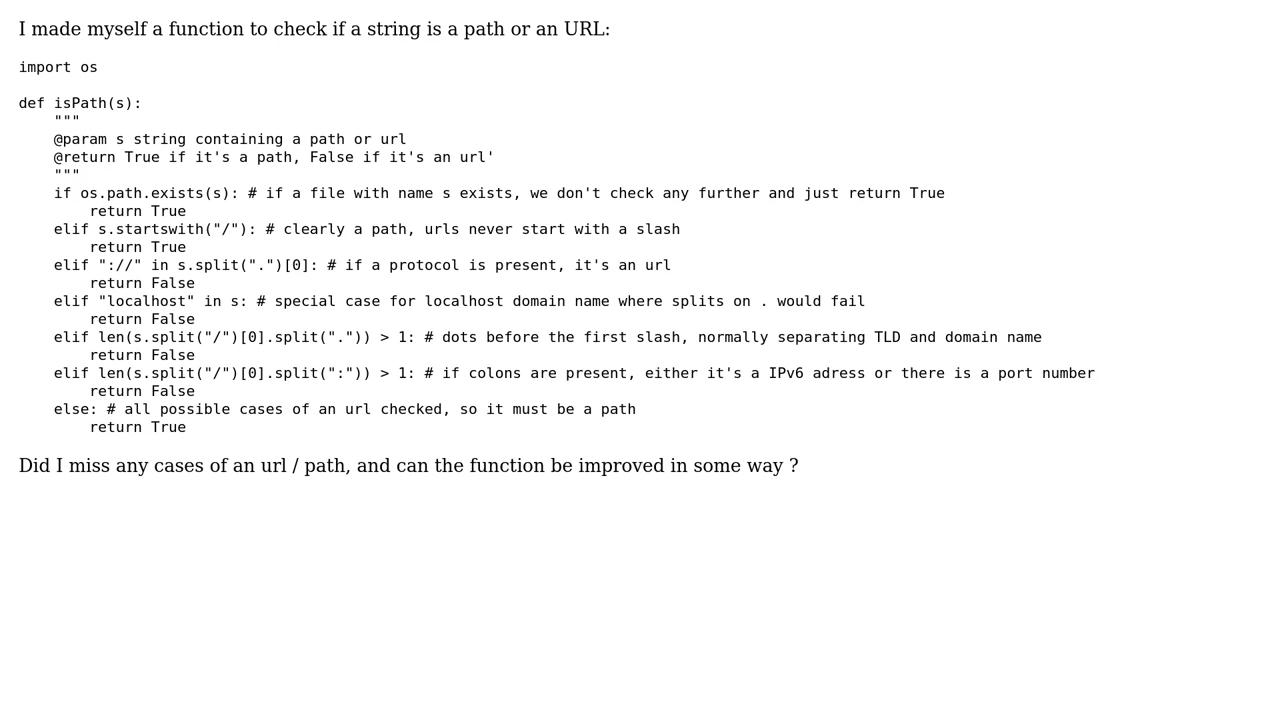 I made myself a function to check if a string is a path or an URL:
import os
def isPath(s):
    """
    @param s string containing a path or url
    @return True if it's a path, False if it's an url'
    """
    if os.path.exists(s): # if a file with name s exists, we don't check any further and just return True
        return True
    elif s.startswith("/"): # clearly a path, urls never start with a slash
        return True
    elif "://" in s.split(".")[0]: # if a protocol is present, it's an url
        return False
    elif "localhost" in s: # special case for localhost domain name where splits on . would fail
        return False
    elif len(s.split("/")[0].split(".")) > 1: # dots before the first slash, normally separating TLD and domain name
        return False
    elif len(s.split("/")[0].split(":")) > 1: # if colons are present, either it's a IPv6 adress or there is a port number
        return False
    else: # all possible cases of an url checked, so it must be a path
        return True
Did I miss any cases of an url / path, and can the function be improved in some way ?